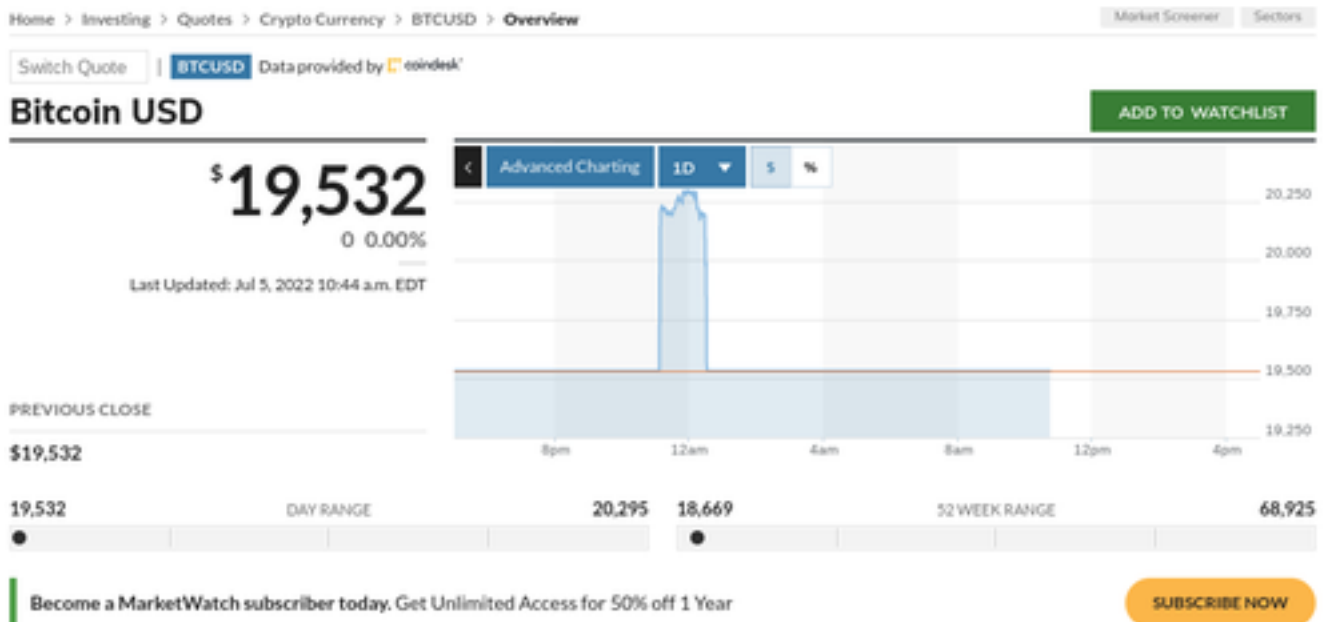 Home > Investing > Quotes > Crypto Currency > BTCUSD > Overview
Market Screener Sectors
Switch Quote | BTCUSD Data provided by coindesk
Bitcoin USD
ADD TO WATCHLIST
$19,532
0 0.00%
Last Updated: Jul 5, 2022 10:44 a.m. EDT
< Advanced Charting 1D $ %
20,250
20,000
19,750
19,500
19,250
8pm 12am 4am 8am 12pm 4pm
PREVIOUS CLOSE
$19,532
19,532 DAY RANGE 20,295
18,669 52 WEEK RANGE 68,925
Become a MarketWatch subscriber today. Get Unlimited Access for 50% off 1 Year
SUBSCRIBE NOW